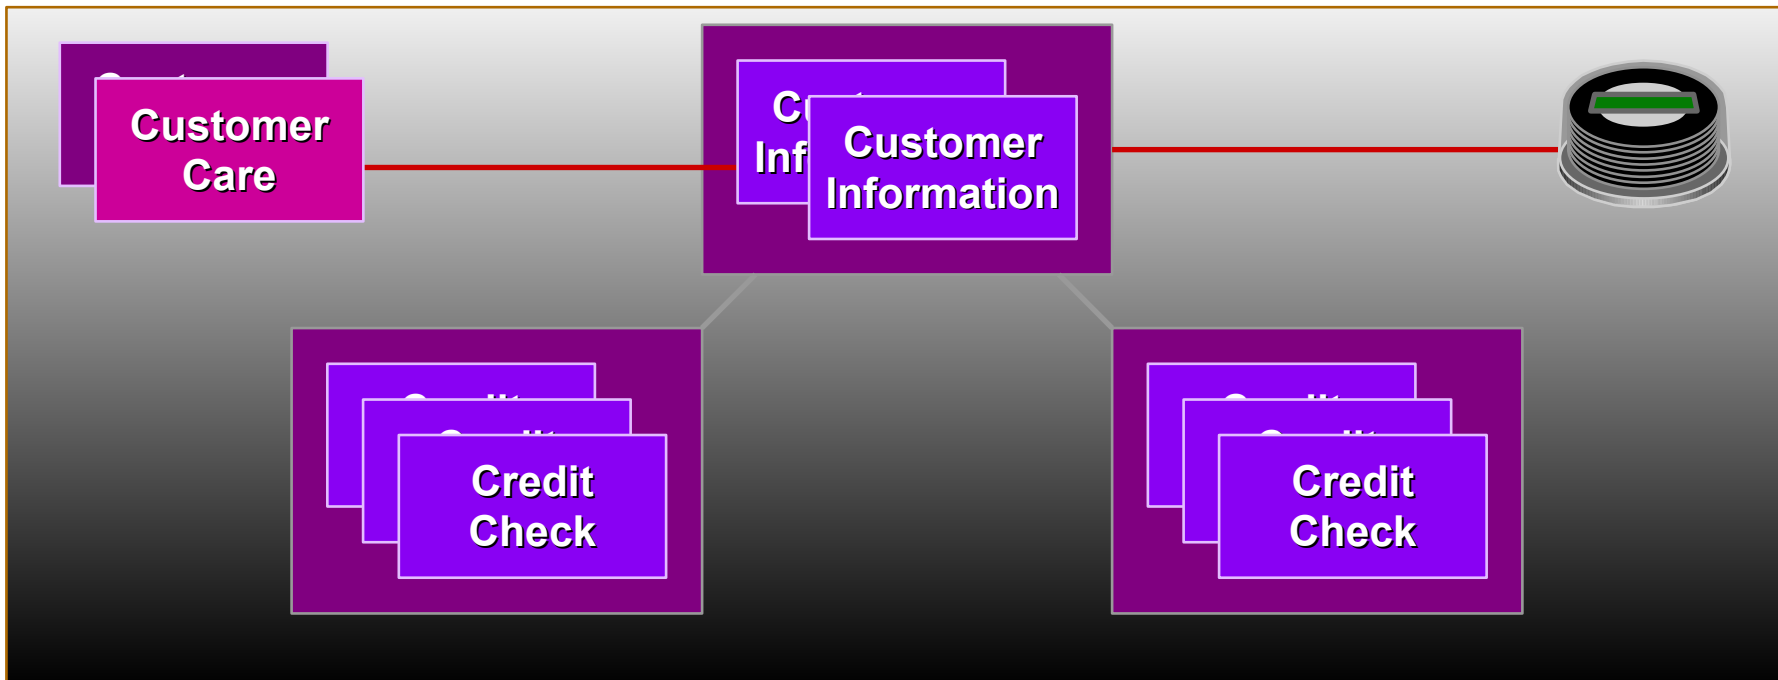 Customer
Care
Customer
Information
Credit
Check
Credit
Check